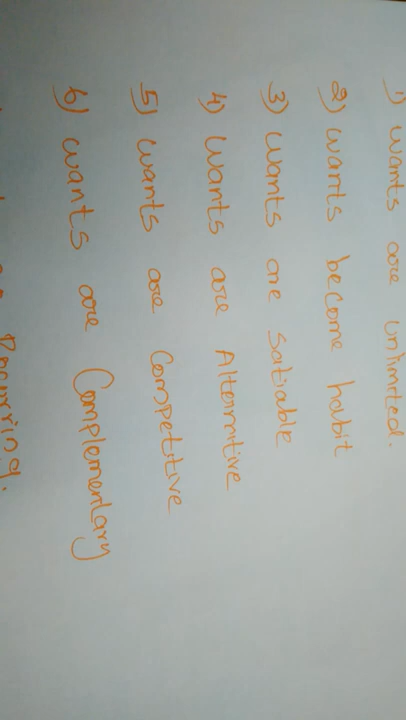 1) Wants are Unlimited.
2) Wants become habit
3) Wants are Satiable
4) Wants are Alternitive
5) Wants are Competitive
6) Wants are Complementary
Recurring.